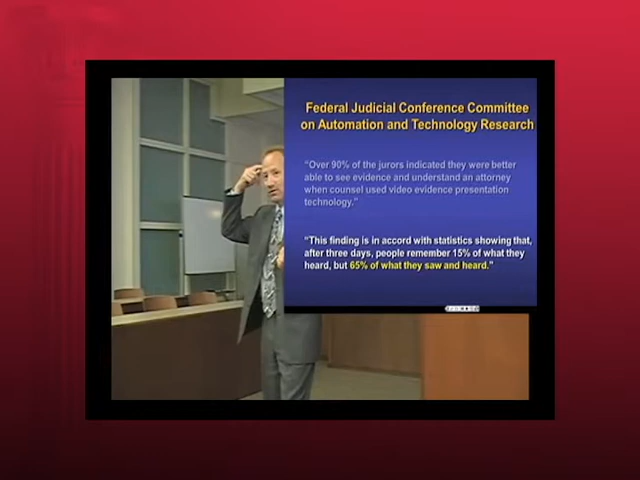 Federal Judicial Conference Committee
on Automation and Technology Research
“Over 90% of the jurors indicated they were better
able to see evidence and understand an attorney
when counsel used video evidence presentation
technology.”
“This finding is in accord with statistics showing that,
after three days, people remember 15% of what they
heard, but 65% of what they saw and heard.”